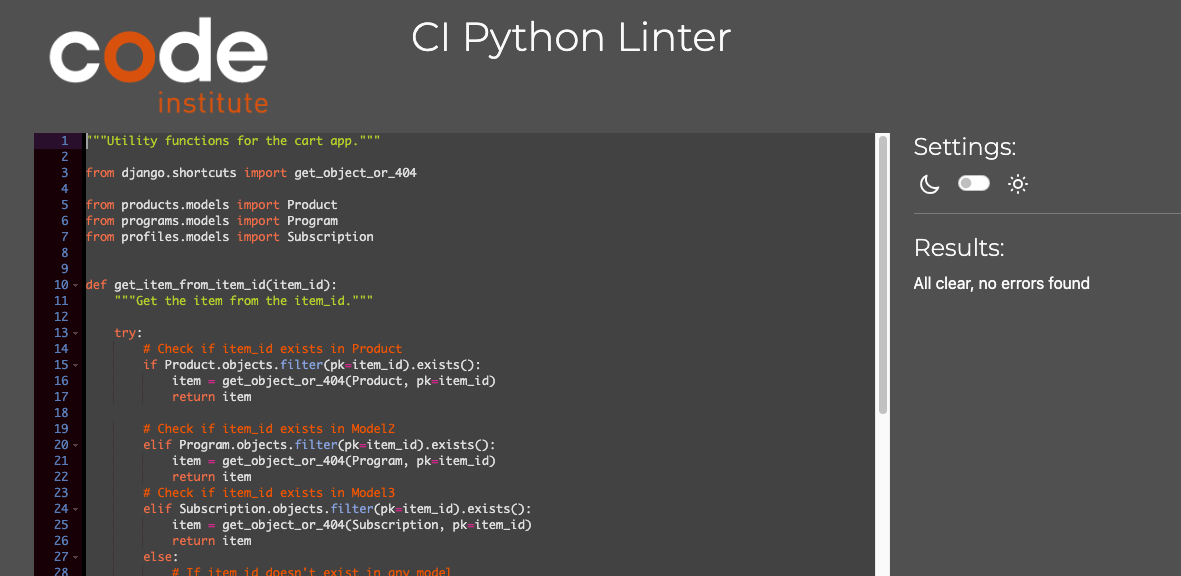 code
institute
CI Python Linter
1 """Utility functions for the cart app."""
2
3 from django.shortcuts import get_object_or_404
4
5 from products.models import Product
6 from programs.models import Program
7 from profiles.models import Subscription
8
9
10 def get_item_from_item_id(item_id):
11     """Get the item from the item_id."""
12
13     try:
14         # Check if item_id exists in Product
15         if Product.objects.filter(pk=item_id).exists():
16             item = get_object_or_404(Product, pk=item_id)
17             return item
18
19         # Check if item_id exists in Model2
20         elif Program.objects.filter(pk=item_id).exists():
21             item = get_object_or_404(Program, pk=item_id)
22             return item
23         # Check if item_id exists in Model3
24         elif Subscription.objects.filter(pk=item_id).exists():
25             item = get_object_or_404(Subscription, pk=item_id)
26             return item
27         else:
28             # If item_id doesn't exist in any model
Settings:
Results:
All clear, no errors found